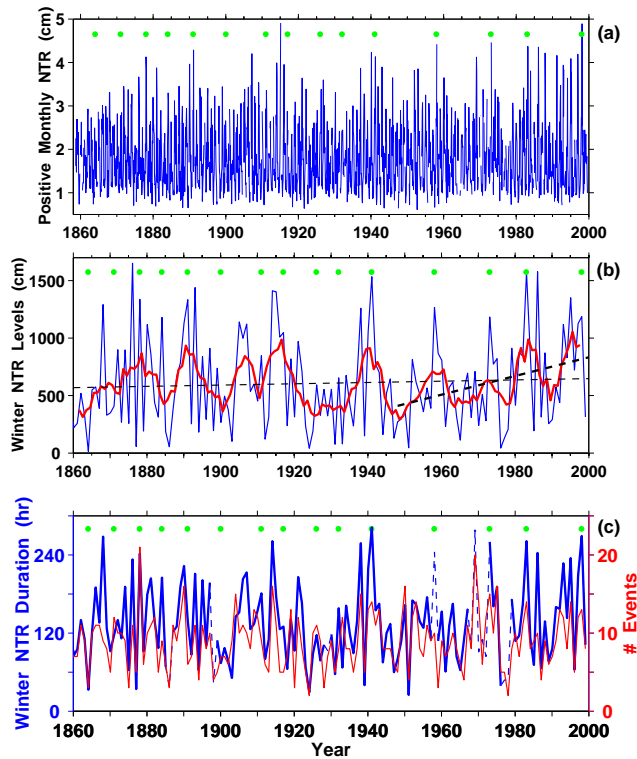 Positive Monthly NTR (cm)
5
4
3
2
1
(a)
1860 1880 1900 1920 1940 1960 1980 2000
Winter NTR Levels (cm)
1500
1000
500
0
(b)
1860 1880 1900 1920 1940 1960 1980 2000
Winter NTR Duration (hr)
240
120
0
(c)
20
10
0
# Events
1860 1880 1900 1920 1940 1960 1980 2000
Year